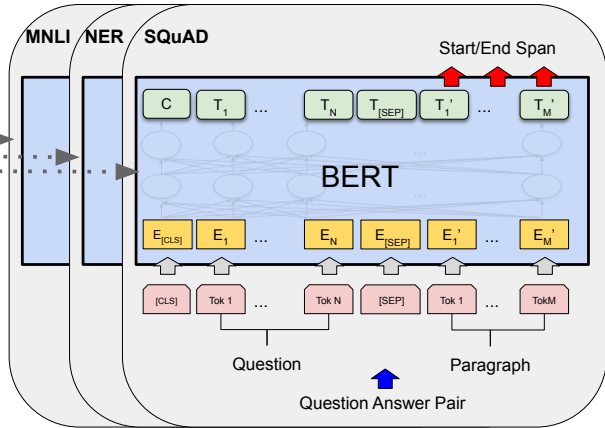 MNLI NER SQuAD
Start/End Span
C T1 ... TN T[SEP] T1' ... TM'
...
BERT
...
E[CLS] E1 ... EN E[SEP] E1' ... EM'
[CLS] Tok 1 ... Tok N [SEP] Tok 1 ... TokM
Question Paragraph
Question Answer Pair